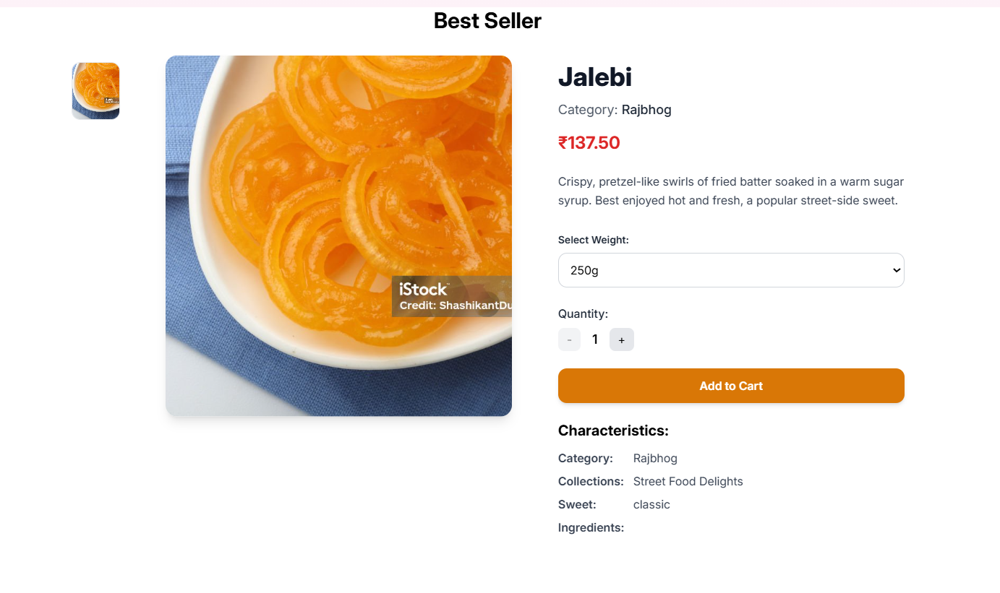 Best Seller
Jalebi
Category: Rajbhog
₹137.50
Crispy, pretzel-like swirls of fried batter soaked in a warm sugar
syrup. Best enjoyed hot and fresh, a popular street-side sweet.
Select Weight:
250g
Quantity:
- 1 +
Add to Cart
Characteristics:
Category: Rajbhog
Collections: Street Food Delights
Sweet: classic
Ingredients:
iStock
Credit: ShashikantDu